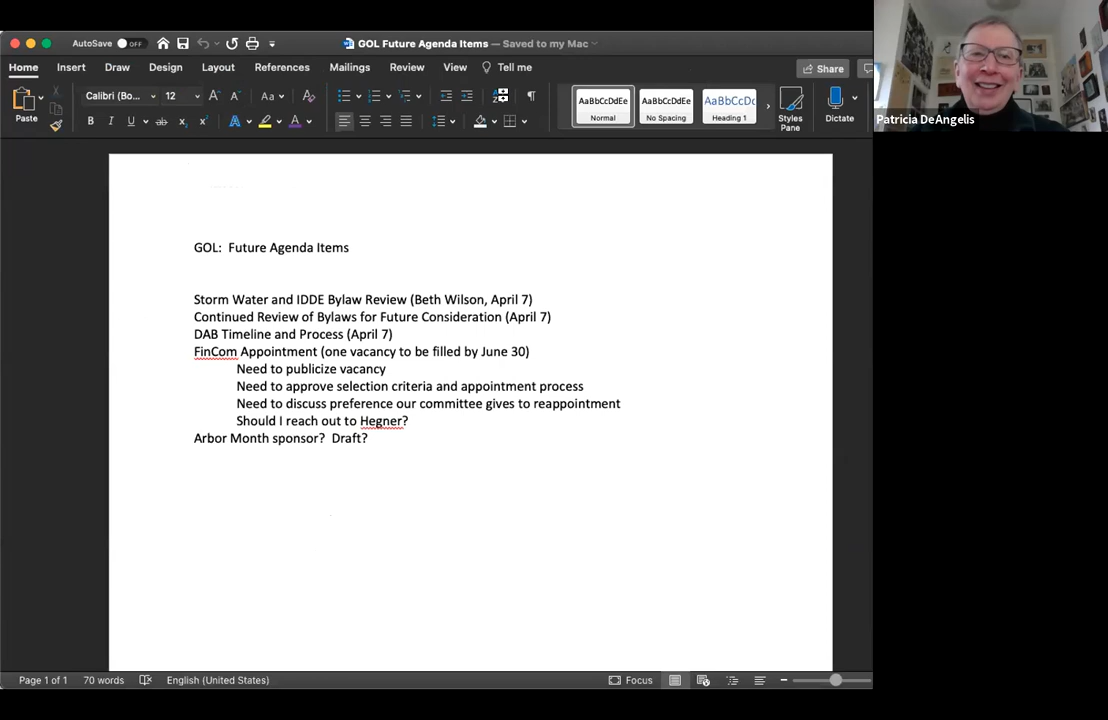 AutoSave OFF
GOL Future Agenda Items — Saved to my Mac
Home Insert Draw Design Layout References Mailings Review View Tell me
Share
Paste
Calibri (Bo... 12
AaBbCcDdEe AaBbCcDdEe AaBbCcDc
Normal No Spacing Heading 1
Styles Pane
Dictate
Patricia DeAngelis
GOL: Future Agenda Items
Storm Water and IDDE Bylaw Review (Beth Wilson, April 7)
Continued Review of Bylaws for Future Consideration (April 7)
DAB Timeline and Process (April 7)
FinCom Appointment (one vacancy to be filled by June 30)
Need to publicize vacancy
Need to approve selection criteria and appointment process
Need to discuss preference our committee gives to reappointment
Should I reach out to Hegner?
Arbor Month sponsor? Draft?
Page 1 of 1 70 words English (United States) Focus